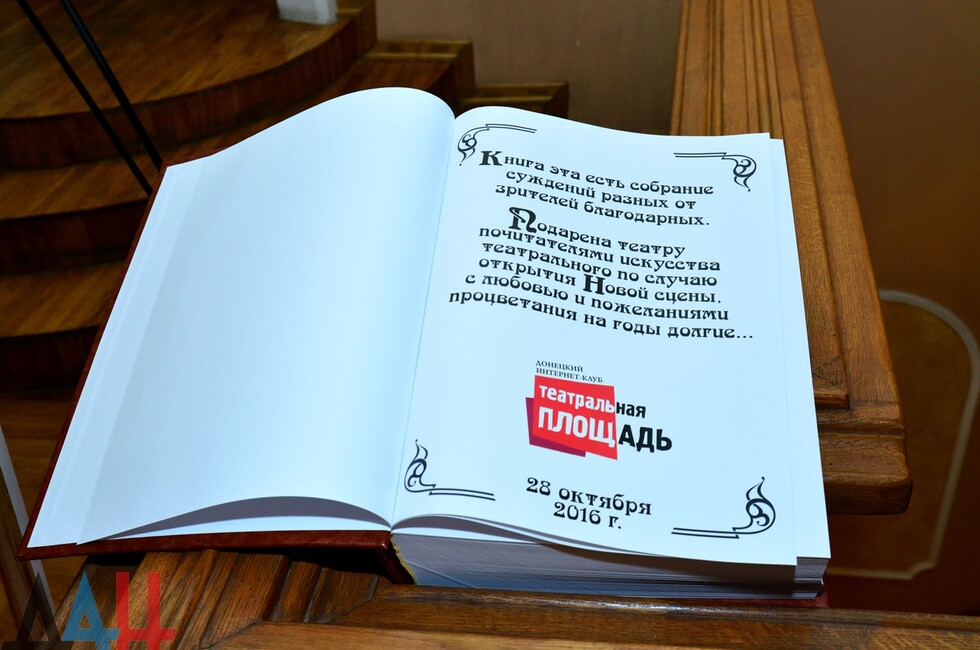 Книга эта есть собрание
суждений разных от
зрителей благодарных.
Подарена театру
почитателями искусства
театрального по случаю
открытия Новой сцены.
с любовью и пожеланиями
процветания на годы долгие...
ДОНЕЦКИЙ
ИНТЕРНЕТ-КЛУБ
театральная
ПЛОЩАДЬ
28 октября
2016 г.
ДАН